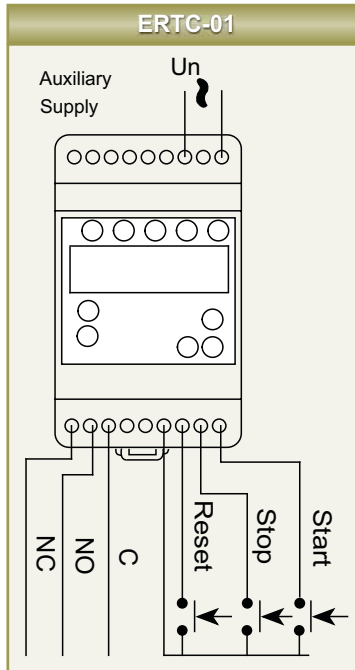 ERTC-01
Un
Auxiliary
Supply
NC
NO
C
Reset
Stop
Start